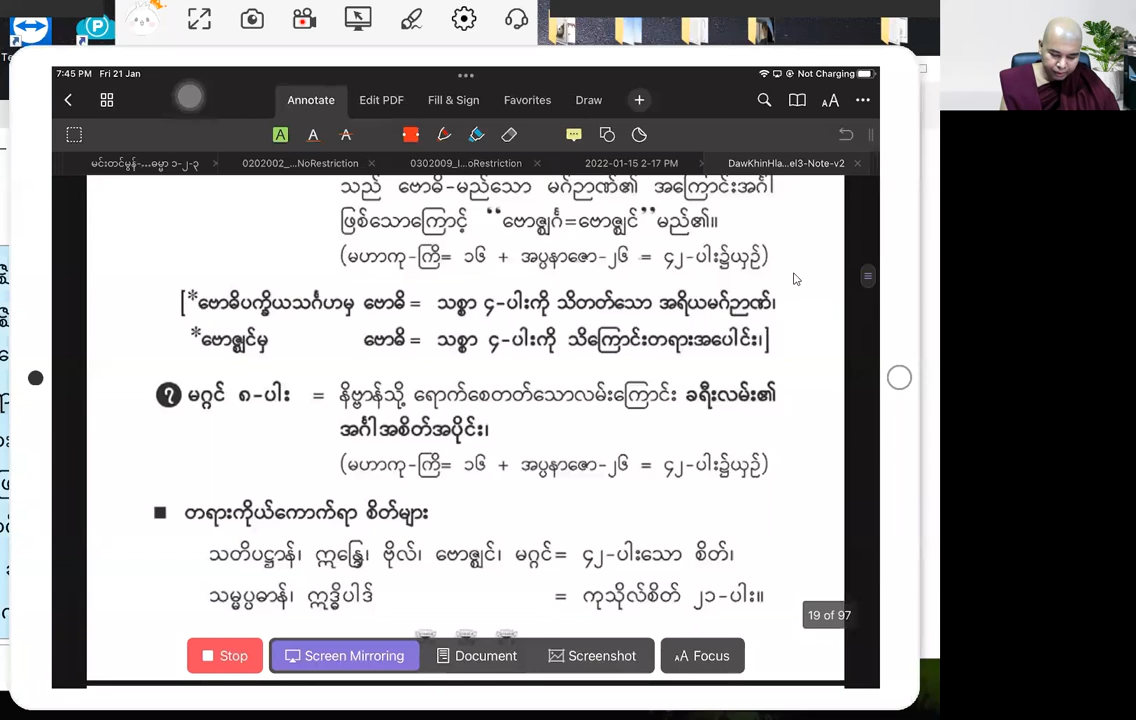 7:45 PM Fri 21 Jan
Not Charging
Annotate Edit PDF Fill & Sign Favorites Draw
မင်းတင်မွန်-...ဓမ္မာ ၁-၂-၃ 0202002_...NoRestriction 0302009_I...oRestriction 2022-01-15 2-17 PM DawKhinHla...el3-Note-v2
သည် ဗောဓိ-မည်သော မဂ်ဉာဏ်၏ အကြောင်းအင်္ဂါ
ဖြစ်သောကြောင့် “ဗောဇ္ဈင်္ဂ=ဗောဇ္ဈင်”မည်၏။
(မဟာကု-ကြိ= ၁၆ + အပ္ပနာဇော-၂၆ = ၄၂-ပါး၌ယှဉ်)
[*ဗောဓိပက္ခိယသင်္ဂဟမှ ဗောဓိ = သစ္စာ ၄-ပါးကို သိတတ်သော အရိယမဂ်ဉာဏ်၊
*ဗောဇ္ဈင်မှ ဗောဓိ = သစ္စာ ၄-ပါးကို သိကြောင်းတရားအပေါင်း၊]
၇ မဂ္ဂင် ၈-ပါး = နိဗ္ဗာန်သို့ ရောက်စေတတ်သောလမ်းကြောင်း ခရီးလမ်း၏
အင်္ဂါအစိတ်အပိုင်း၊
(မဟာကု-ကြိ= ၁၆ + အပ္ပနာဇော-၂၆ = ၄၂-ပါး၌ယှဉ်)
■ တရားကိုယ်ကောက်ရာ စိတ်များ
သတိပဋ္ဌာန်၊ ဣန္ဒြေ၊ ဗိုလ်၊ ဗောဇ္ဈင်၊ မဂ္ဂင်= ၄၂-ပါးသော စိတ်၊
သမ္မပ္ပဓာန်၊ ဣဒ္ဓိပါဒ် = ကုသိုလ်စိတ် ၂၁-ပါး။
19 of 97
Stop Screen Mirroring Document Screenshot AA Focus